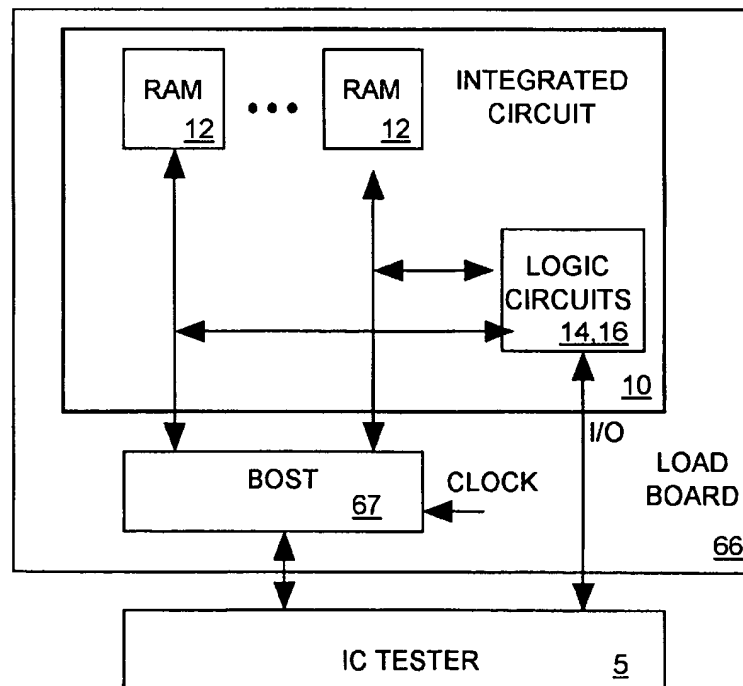 RAM
12
RAM
12
INTEGRATED
CIRCUIT
LOGIC
CIRCUITS
14,16
10
I/O
BOST
67
CLOCK
LOAD
BOARD
66
IC TESTER
5